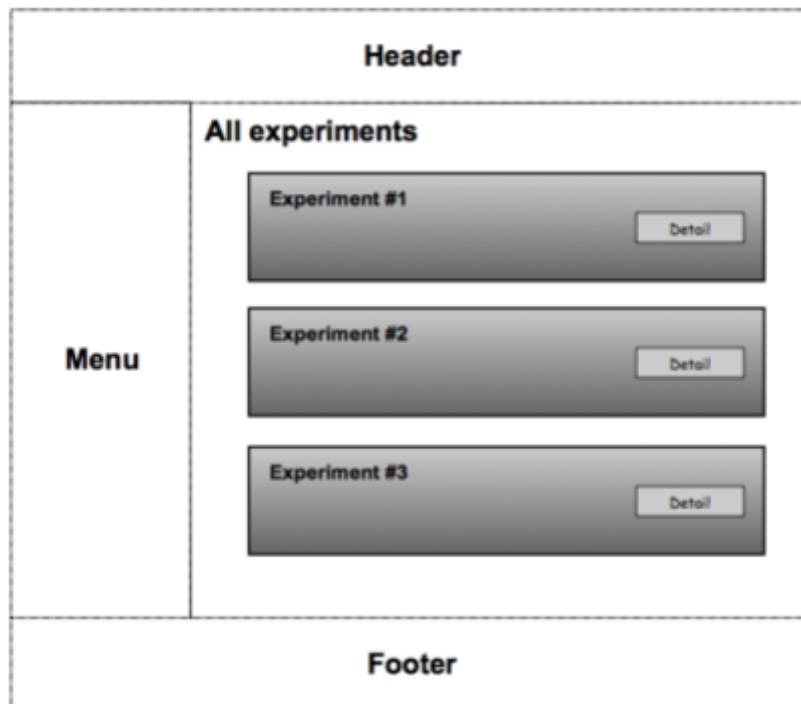 Header
All experiments
Experiment #1
Detail
Menu
Experiment #2
Detail
Experiment #3
Detail
Footer